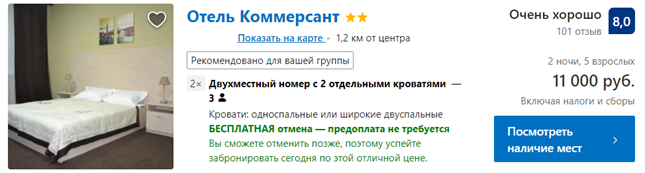 Отель Коммерсант
Показать на карте · 1,2 км от центра
Рекомендовано для вашей группы
2× Двухместный номер с 2 отдельными кроватями —
3
Кровати: односпальные или широкие двуспальные
БЕСПЛАТНАЯ отмена — предоплата не требуется
Вы сможете отменить позже, поэтому успейте
забронировать сегодня по этой отличной цене.
Очень хорошо 8,0
101 отзыв
2 ночи, 5 взрослых
11 000 руб.
Включая налоги и сборы
Посмотреть
наличие мест